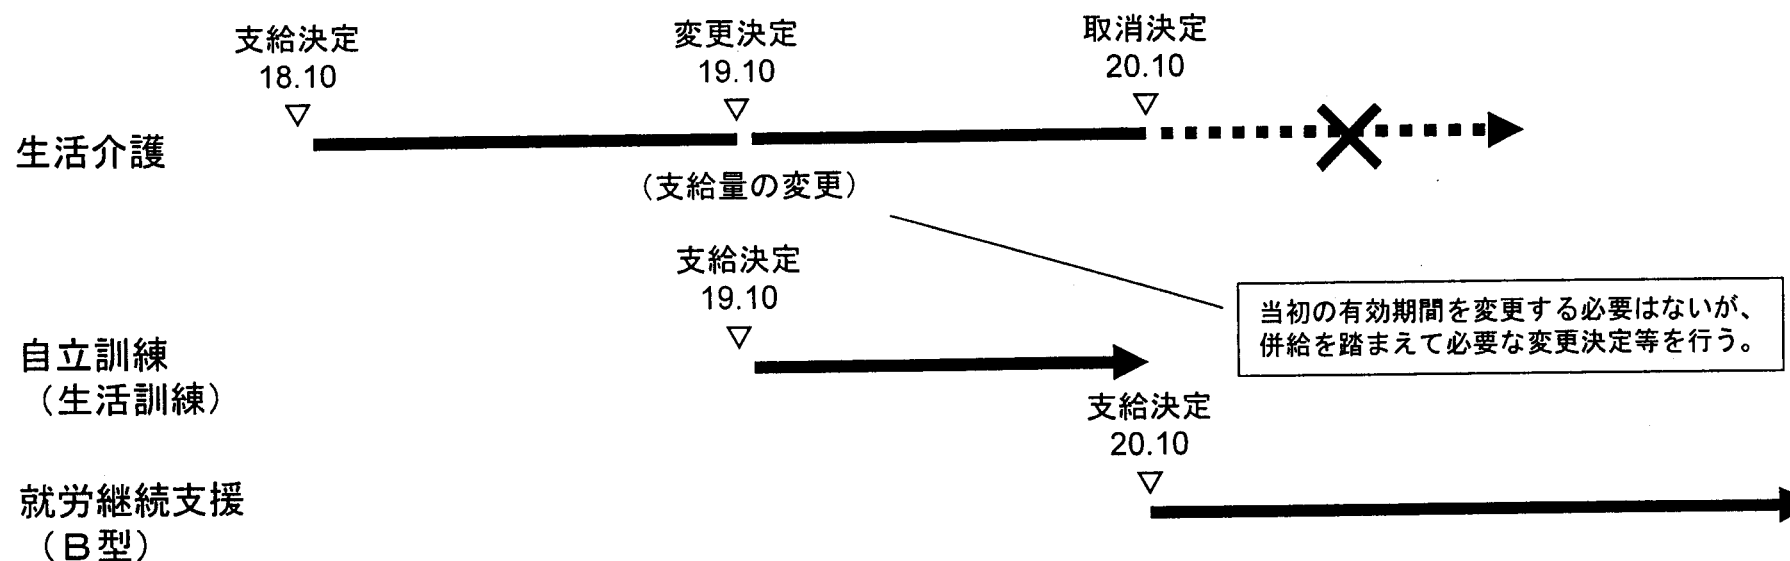 支給決定
18.10
変更決定
19.10
取消決定
20.10
生活介護
(支給量の変更)
支給決定
19.10
当初の有効期間を変更する必要はないが、
併給を踏まえて必要な変更決定等を行う。
自立訓練
(生活訓練)
支給決定
20.10
就労継続支援
(B型)